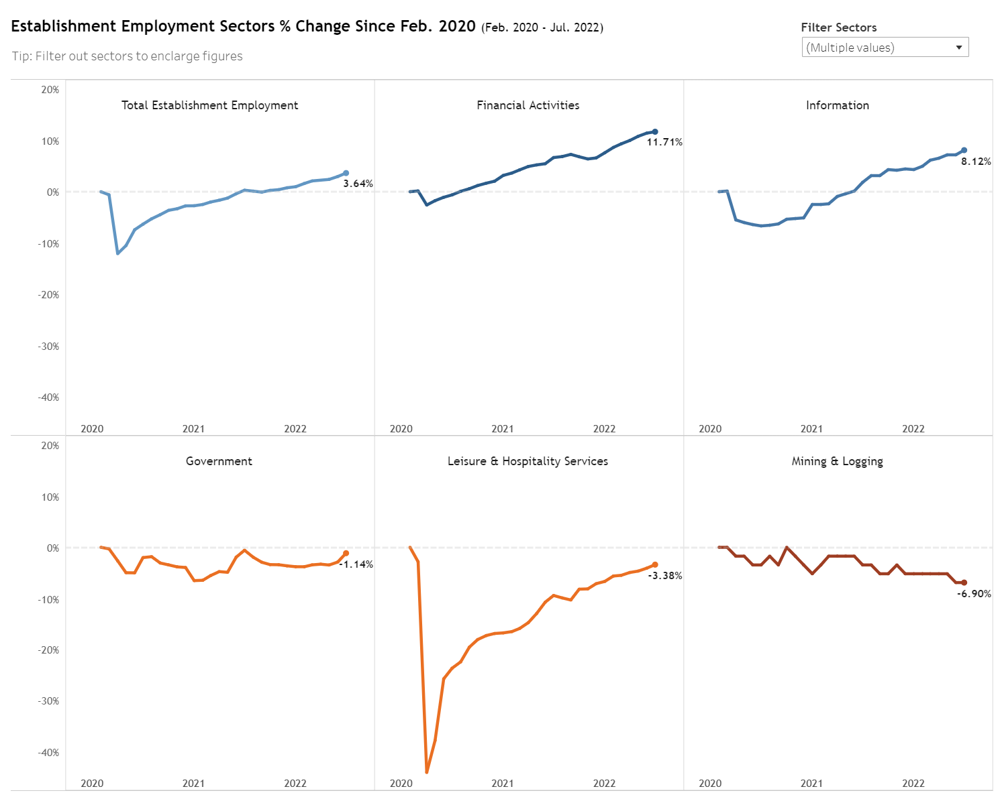 Establishment Employment Sectors % Change Since Feb. 2020 (Feb. 2020 - Jul. 2022)
Filter Sectors
(Multiple values)
Tip: Filter out sectors to enclarge figures
Total Establishment Employment
Financial Activities
Information
20%
10%
0%
-10%
-20%
-30%
-40%
3.64%
11.71%
8.12%
2020 2021 2022
2020 2021 2022
2020 2021 2022
Government
Leisure & Hospitality Services
Mining & Logging
20%
10%
0%
-10%
-20%
-30%
-40%
-1.14%
-3.38%
-6.90%
2020 2021 2022
2020 2021 2022
2020 2021 2022